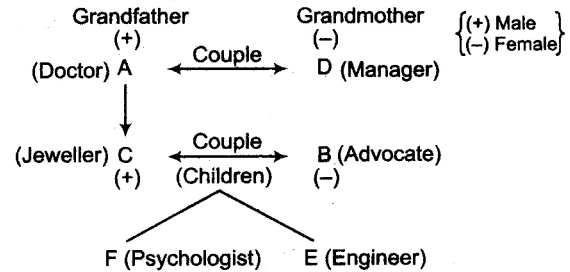 Grandfather Grandmother {(+) Male
(+) (–) (–) Female}
(Doctor) A Couple D (Manager)
(Jeweller) C Couple B (Advocate)
(+) (Children) (–)
F (Psychologist) E (Engineer)